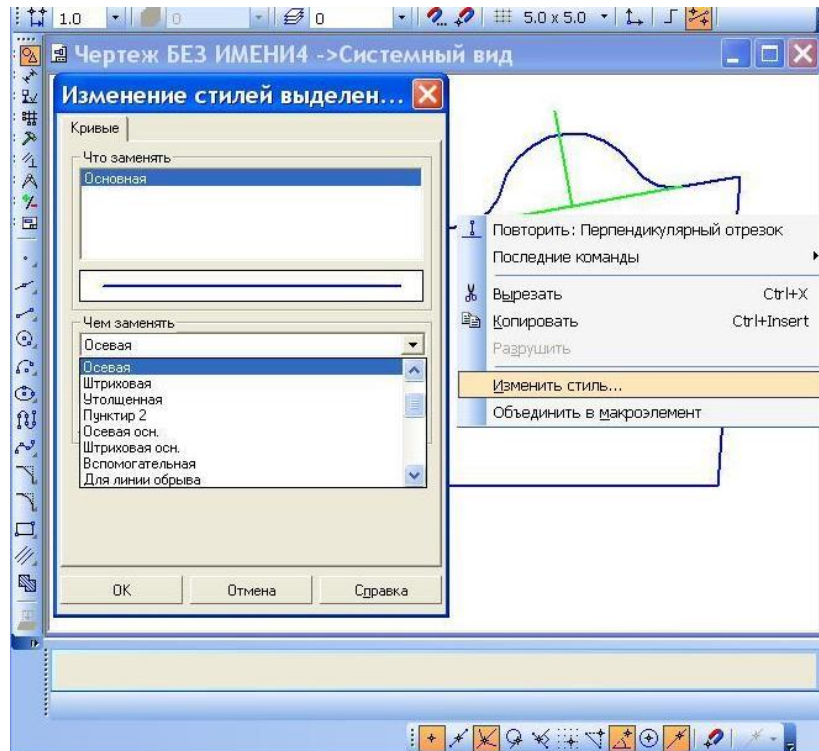 1.0 0 0 5.0 x 5.0
Чертеж БЕЗ ИМЕНИ4 ->Системный вид
Изменение стилей выделен...
Кривые
Что заменять
Основная
Чем заменять
Осевая
Осевая
Штриховая
Утолщенная
Пунктир 2
Осевая осн.
Штриховая осн.
Вспомогательная
Для линии обрыва
OK Отмена Справка
Повторить: Перпендикулярный отрезок
Последние команды
Вырезать Ctrl+X
Копировать Ctrl+Insert
Разрушить
Изменить стиль...
Объединить в макроэлемент